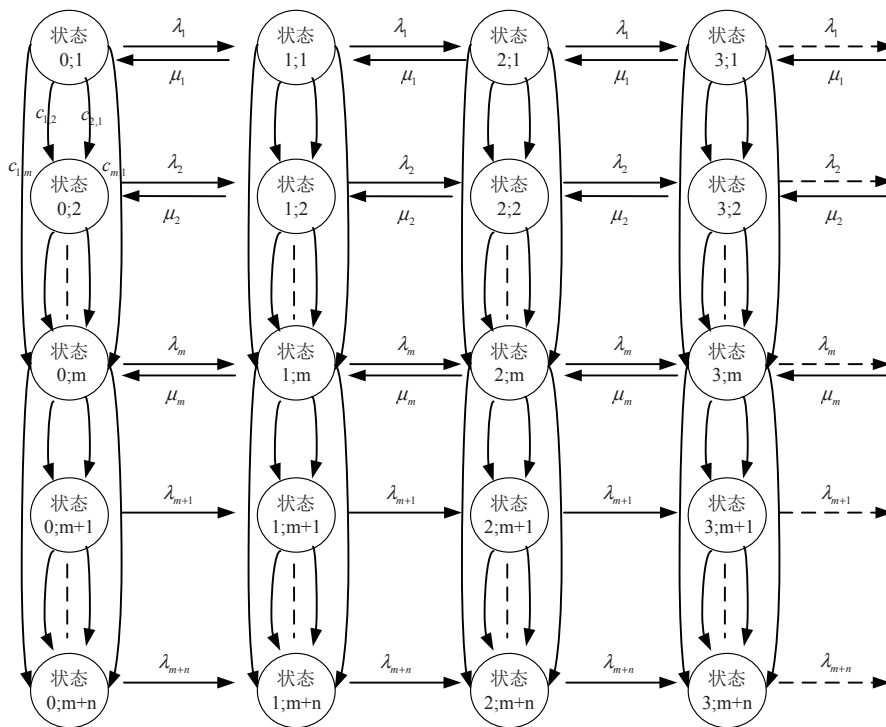 状态 λ₁ 状态 λ₁ 状态 λ₁ 状态 λ₁
0;1 μ₁ 1;1 μ₁ 2;1 μ₁ 3;1 μ₁
c₁,₂ c₂,₁
c₁,ₘ cₘ,₁
状态 λ₂ 状态 λ₂ 状态 λ₂ 状态 λ₂
0;2 μ₂ 1;2 μ₂ 2;2 μ₂ 3;2 μ₂
状态 λₘ 状态 λₘ 状态 λₘ 状态 λₘ
0;m μₘ 1;m μₘ 2;m μₘ 3;m μₘ
状态 λₘ₊₁ 状态 λₘ₊₁ 状态 λₘ₊₁ 状态 λₘ₊₁
0;m+1 1;m+1 2;m+1 3;m+1
状态 λₘ₊ₙ 状态 λₘ₊ₙ 状态 λₘ₊ₙ 状态 λₘ₊ₙ
0;m+n 1;m+n 2;m+n 3;m+n